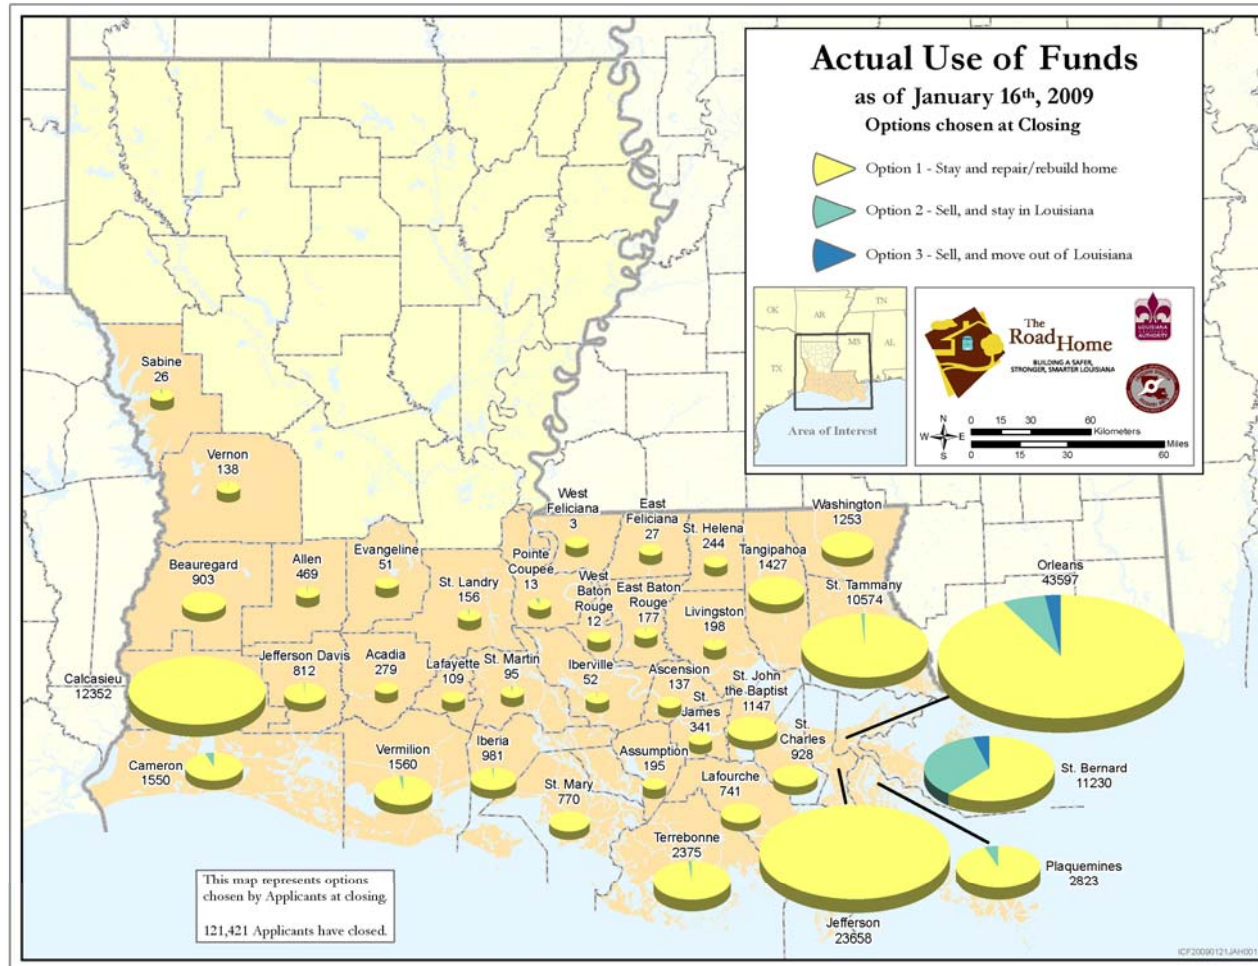 Actual Use of Funds
as of January 16th, 2009
Options chosen at Closing
Option 1 - Stay and repair/rebuild home
Option 2 - Sell, and stay in Louisiana
Option 3 - Sell, and move out of Louisiana
OK
AR
TN
TX
MS
AL
Area of Interest
The
Road Home
BUILDING A SAFER,
STRONGER, SMARTER LOUISIANA
LOUISIANA
AUTHORITY
N
W E
S
0 15 30 60
Kilometers
Miles
0 15 30 60
Sabine
26
Vernon
138
West
Feliciana
3
East
Feliciana
27
St. Helena
244
Washington
1253
Beauregard
903
Allen
469
Evangeline
51
St. Landry
156
Pointe
Coupee
13
West
Baton
Rouge
12
East Baton
Rouge
177
Tangipahoa
1427
St. Tammany
10574
Orleans
43597
Livingston
198
Calcasieu
12352
Jefferson Davis
812
Acadia
279
Lafayette
109
St. Martin
95
Iberville
52
Ascension
137
St.
James
341
St. John
the Baptist
1147
St.
Charles
928
Cameron
1550
Vermilion
1560
Iberia
981
St. Mary
770
Assumption
195
Lafourche
741
Terrebonne
2375
St. Bernard
11230
Plaquemines
2823
Jefferson
23658
This map represents options
chosen by Applicants at closing.
121,421 Applicants have closed.
ICF20090121JAH001